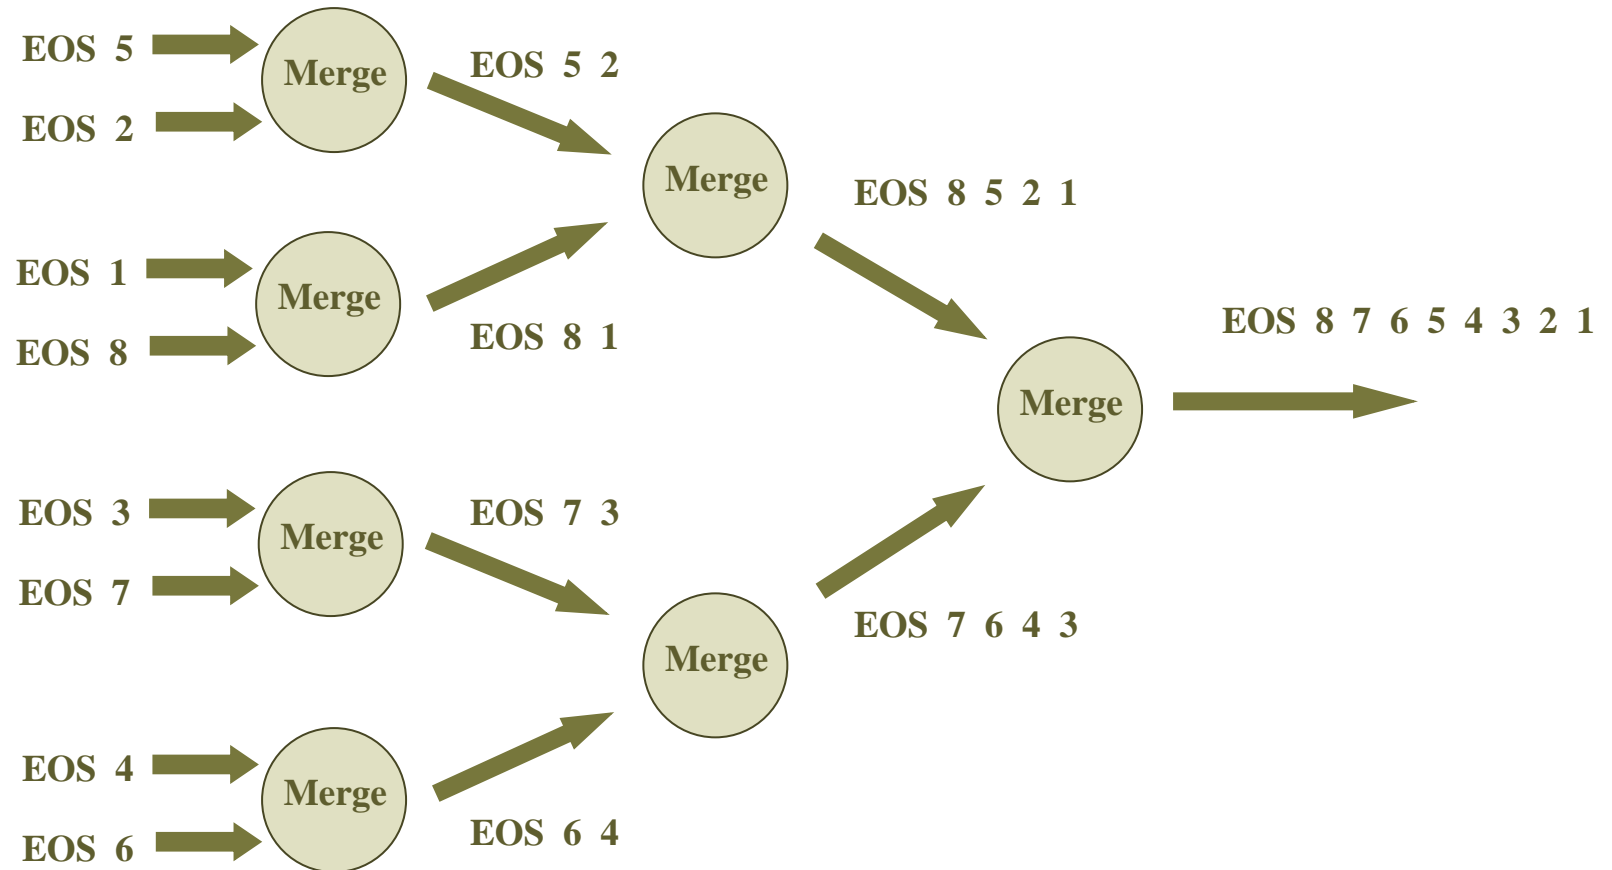 EOS 5
EOS 2
Merge
EOS 5 2
EOS 1
EOS 8
Merge
EOS 8 1
Merge
EOS 8 5 2 1
EOS 3
EOS 7
Merge
EOS 7 3
EOS 4
EOS 6
Merge
EOS 6 4
Merge
EOS 7 6 4 3
Merge
EOS 8 7 6 5 4 3 2 1